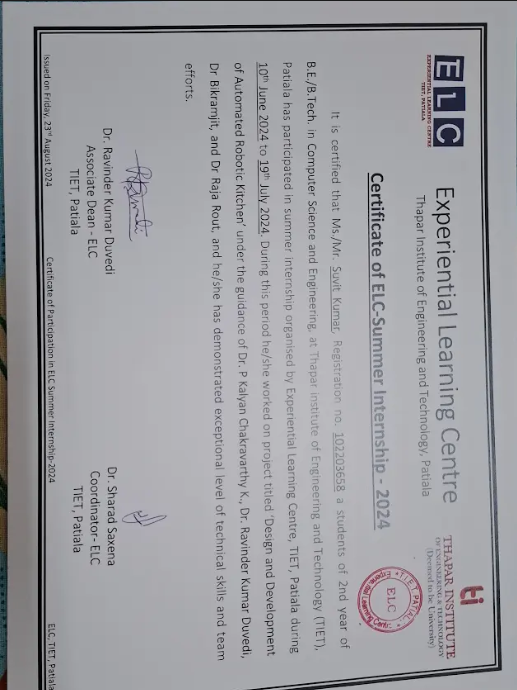 ELC
EXPERIENTIAL LEARNING CENTRE
TIET, PATIALA
Experiential Learning Centre
Thapar Institute of Engineering and Technology, Patiala
ti
THAPAR INSTITUTE
OF ENGINEERING & TECHNOLOGY
(Deemed to be University)
Certificate of ELC-Summer Internship - 2024
TIET PATIALA
ELC
Experiential Learning Centre
It is certified that Ms./Mr. Suvit Kumar, Registration no. 102203658 a students of 2nd year of
B.E./B.Tech. in Computer Science and Engineering, at Thapar institute of Engineering and Technology (TIET),
Patiala has participated in summer internship organised by Experiential Learning Centre, TIET, Patiala during
10th June 2024 to 19th July 2024. During this period he/she worked on project titled 'Design and Development
of Automated Robotic Kitchen' under the guidance of Dr. P Kalyan Chakravarthy K., Dr. Ravinder Kumar Duvedi,
Dr Bikramjit, and Dr Raja Rout, and he/she has demonstrated exceptional level of technical skills and team
efforts.
Dr. Ravinder Kumar Duvedi
Associate Dean - ELC
TIET, Patiala
Dr. Sharad Saxena
Coordinator- ELC
TIET, Patiala
Issued on Friday, 23rd August 2024
Certificate of Participation in ELC Summer Internship-2024
ELC, TIET, Patiala